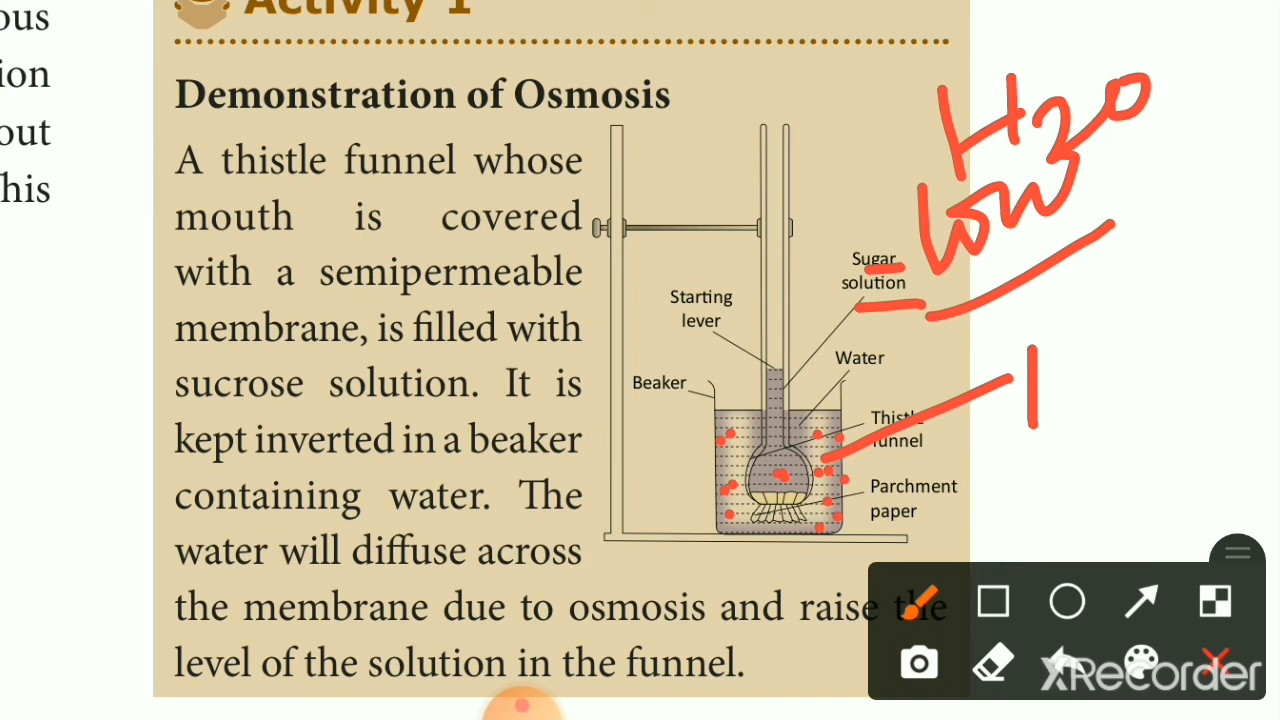 Activity 1
ous
ion
out
his
Demonstration of Osmosis
A thistle funnel whose
mouth is covered
with a semipermeable
membrane, is filled with
sucrose solution. It is
kept inverted in a beaker
containing water. The
water will diffuse across
the membrane due to osmosis and raise the
level of the solution in the funnel.
Starting
lever
Beaker
Sugar
solution
Water
Thistle
funnel
Parchment
paper
H2O
low
XRecorder